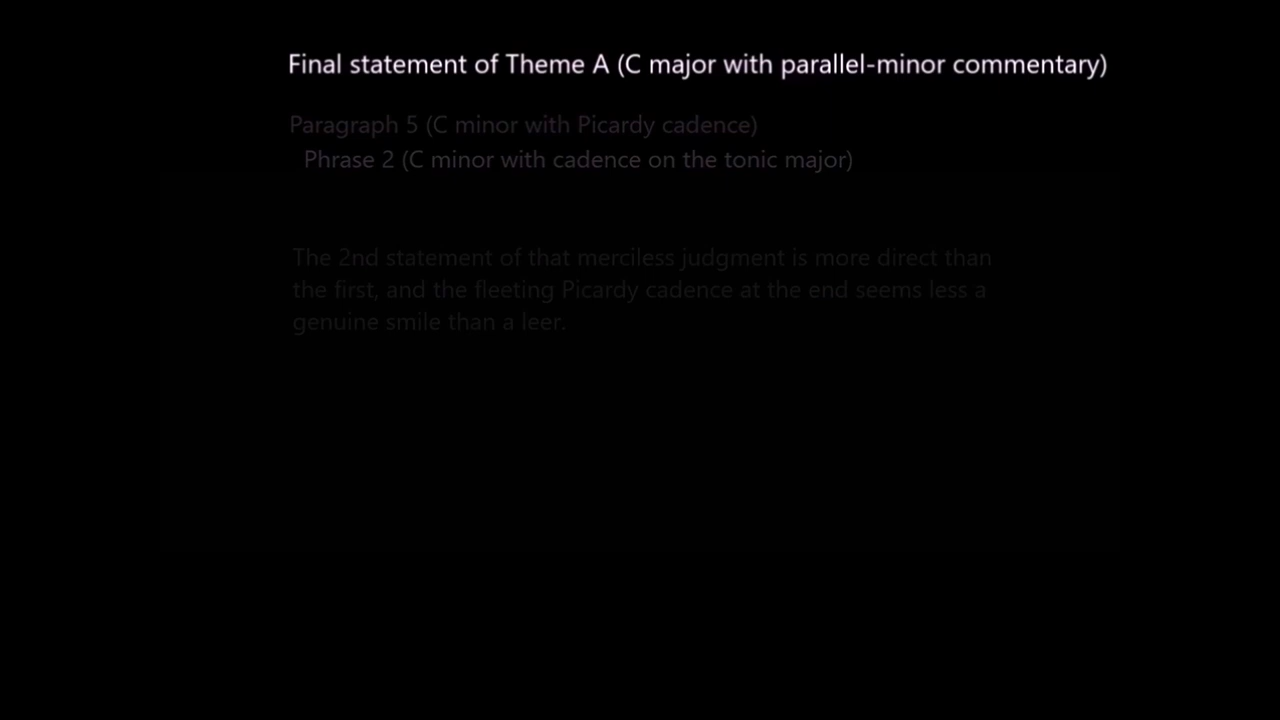 Final statement of Theme A (C major with parallel-minor commentary)
Paragraph 5 (C minor with Picardy cadence)
Phrase 2 (C minor with cadence on the tonic major)
The 2nd statement of that merciless judgment is more direct than
the first, and the fleeting Picardy cadence at the end seems less a
genuine smile than a leer.